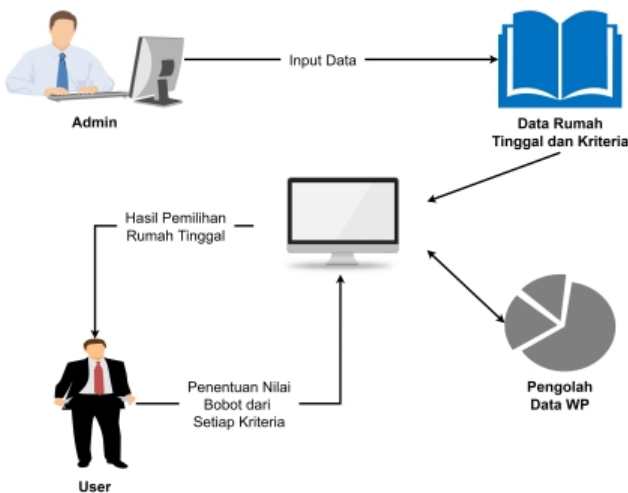 Input Data
Admin
Data Rumah
Tinggal dan Kriteria
Hasil Pemilihan
Rumah Tinggal
Pengolah
Data WP
Penentuan Nilai
Bobot dari
Setiap Kriteria
User